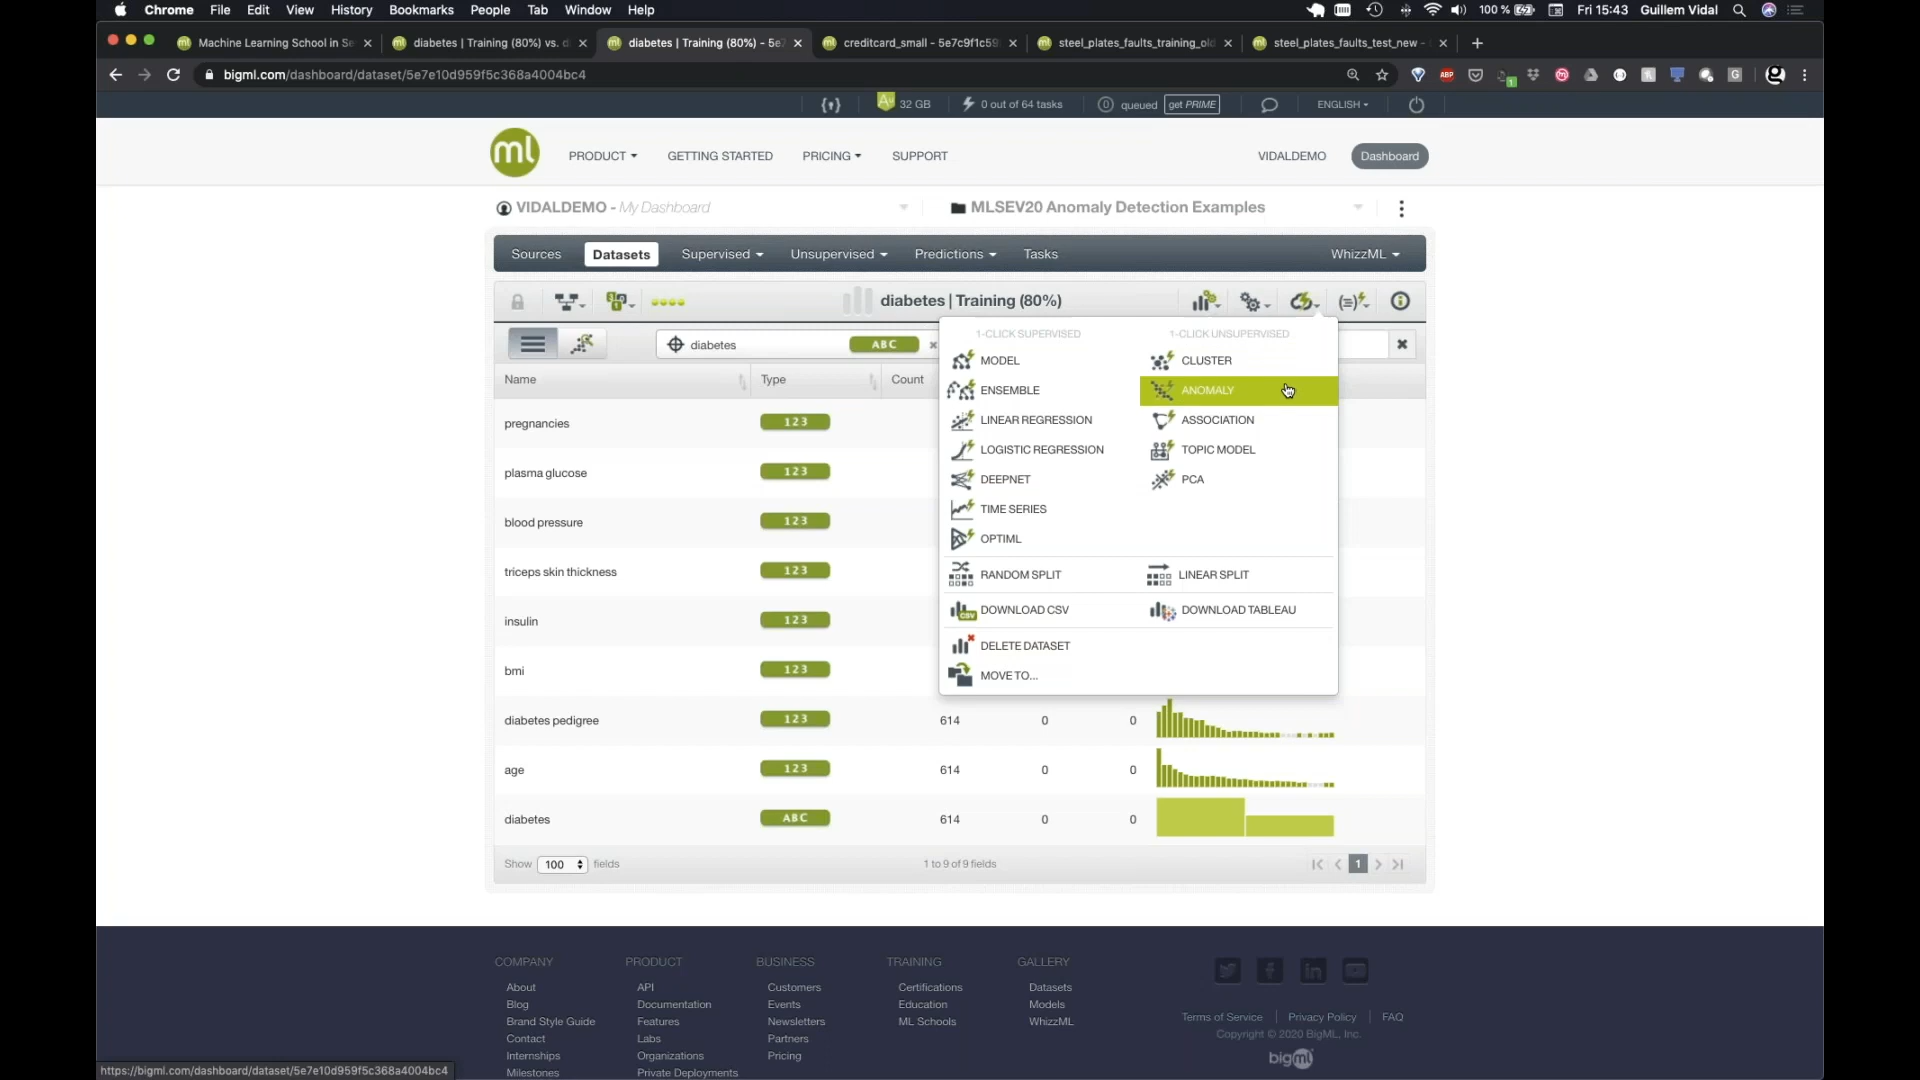 Chrome File Edit View History Bookmarks People Tab Window Help 100 % Fri 15:43 Guillem Vidal
Machine Learning School in Se diabetes | Training (80%) vs. d diabetes | Training (80%) - 5e7 creditcard_small - 5e7c9f1c59 steel_plates_faults_training_old steel_plates_faults_test_new -
bigml.com/dashboard/dataset/5e7e10d959f5c368a4004bc4
32 GB 0 out of 64 tasks 0 queued get PRIME ENGLISH
ml PRODUCT GETTING STARTED PRICING SUPPORT VIDALDEMO Dashboard
VIDALDEMO - My Dashboard MLSEV20 Anomaly Detection Examples
Sources Datasets Supervised Unsupervised Predictions Tasks WhizzML
diabetes | Training (80%)
diabetes ABC
1-CLICK SUPERVISED 1-CLICK UNSUPERVISED
MODEL CLUSTER
ENSEMBLE ANOMALY
LINEAR REGRESSION ASSOCIATION
LOGISTIC REGRESSION TOPIC MODEL
DEEPNET PCA
TIME SERIES
OPTIML
RANDOM SPLIT LINEAR SPLIT
DOWNLOAD CSV DOWNLOAD TABLEAU
DELETE DATASET
MOVE TO...
Name Type Count
pregnancies 123
plasma glucose 123
blood pressure 123
triceps skin thickness 123
insulin 123
bmi 123
diabetes pedigree 123 614 0 0
age 123 614 0 0
diabetes ABC 614 0 0
Show 100 fields 1 to 9 of 9 fields 1
COMPANY PRODUCT BUSINESS TRAINING GALLERY
About API Customers Certifications Datasets
Blog Documentation Events Education Models
Brand Style Guide Features Newsletters ML Schools WhizzML
Contact Labs Partners
Internships Organizations Pricing
Milestones Private Deployments
Terms of Service Privacy Policy FAQ
Copyright © 2020 BigML, Inc.
bigml
https://bigml.com/dashboard/dataset/5e7e10d959f5c368a4004bc4